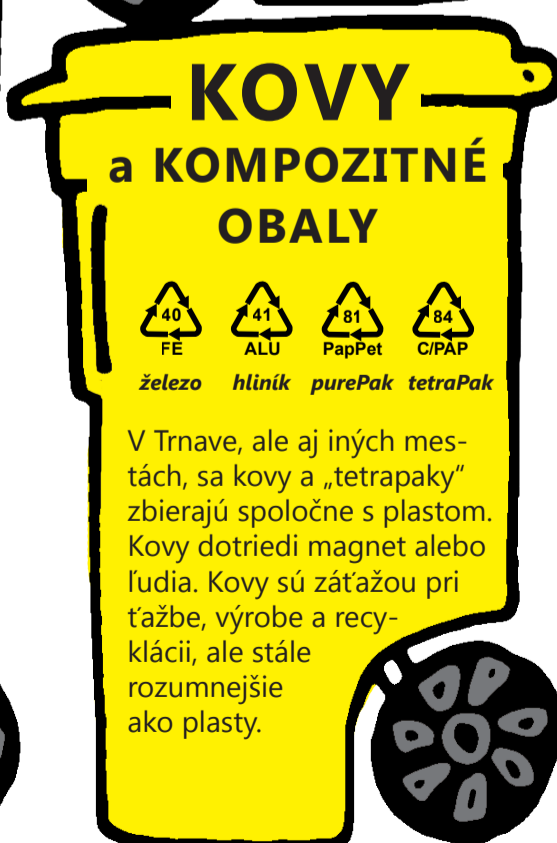 KOVY
a KOMPOZITNÉ
OBALY
40 41 81 84
FE ALU PapPet C/PAP
železo hliník purePak tetraPak
V Trnave, ale aj iných mes-
tách, sa kovy a „tetrapaky“
zbierajú spoločne s plastom.
Kovy dotriedi magnet alebo
ľudia. Kovy sú záťažou pri
ťažbe, výrobe a recy-
klácii, ale stále
rozumnejšie
ako plasty.